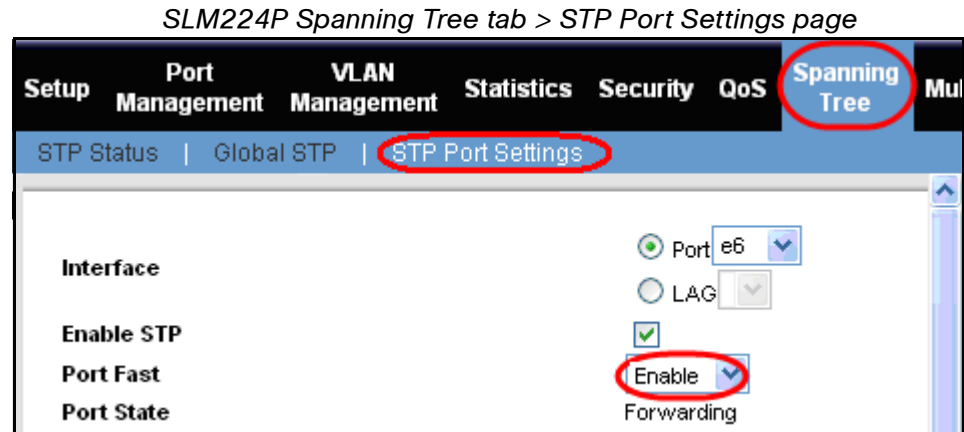 SLM224P Spanning Tree tab > STP Port Settings page
Setup Port Management VLAN Management Statistics Security QoS Spanning Tree Mul
STP Status | Global STP | STP Port Settings
Interface
Port e6
LAG
Enable STP
Port Fast Enable
Port State Forwarding